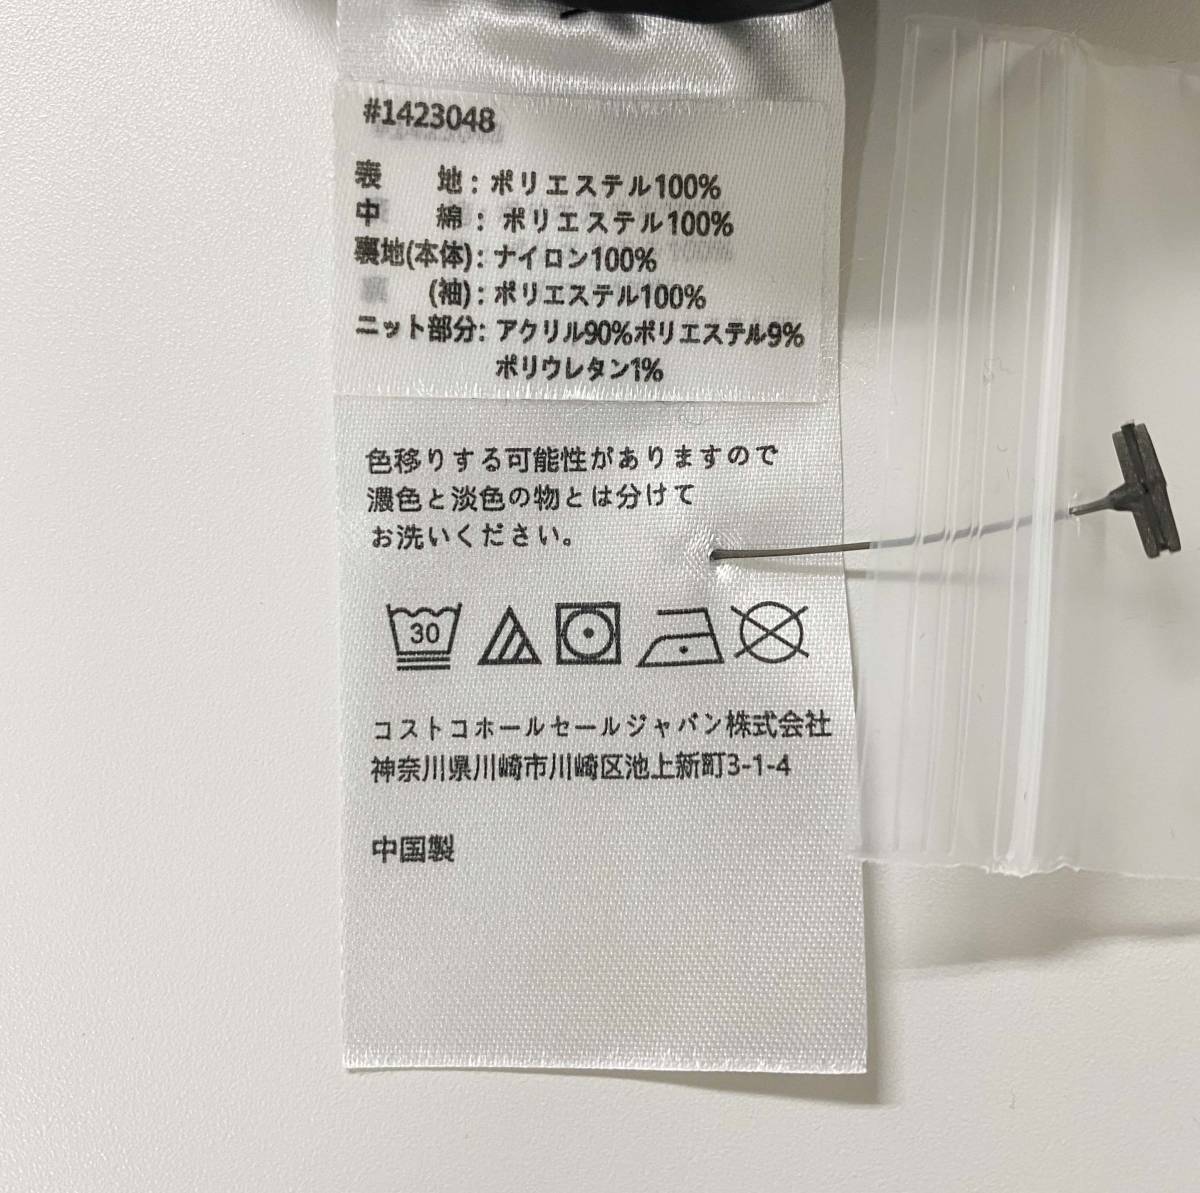 #1423048
表　　地：ポリエステル100%
中　　綿：ポリエステル100%
裏地(本体)：ナイロン100%
(袖)：ポリエステル100%
ニット部分：アクリル90%ポリエステル9%
ポリウレタン1%
色移りする可能性がありますので
濃色と淡色の物とは分けて
お洗いください。
30
コストコホールセールジャパン株式会社
神奈川県川崎市川崎区池上新町3-1-4
中国製